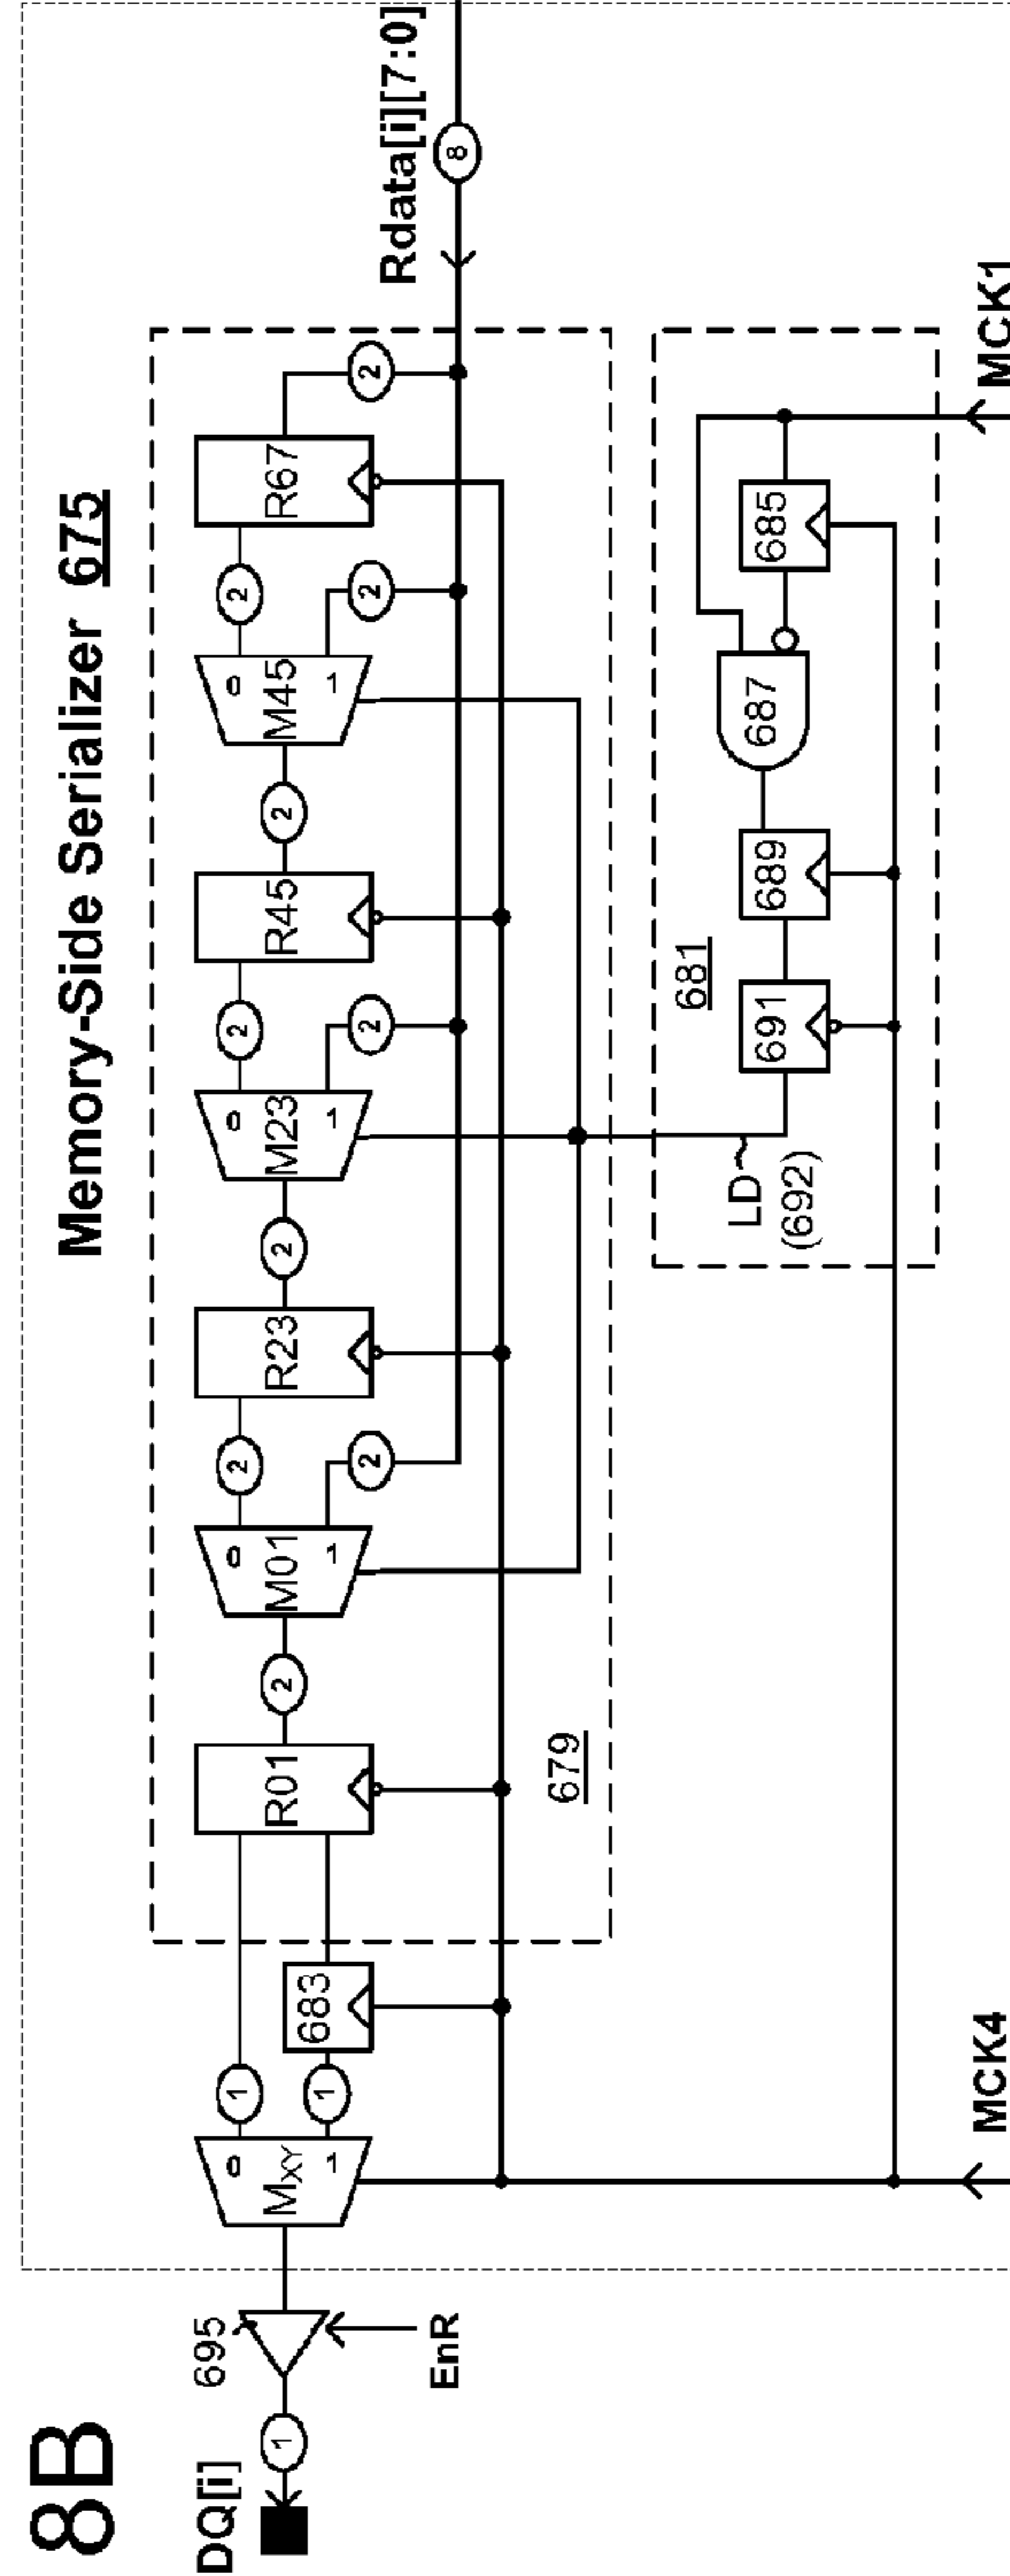 8B
Memory-Side Serializer 675
DQ[i]
1
695
EnR
MXY
0
1
1
1
683
R01
2
M01
0
1
2
2
R23
2
M23
0
1
2
2
R45
2
M45
0
1
2
2
R67
2
Rdata[i][7:0]
8
679
LD
(692)
681
691
689
687
685
MCK4
MCK1